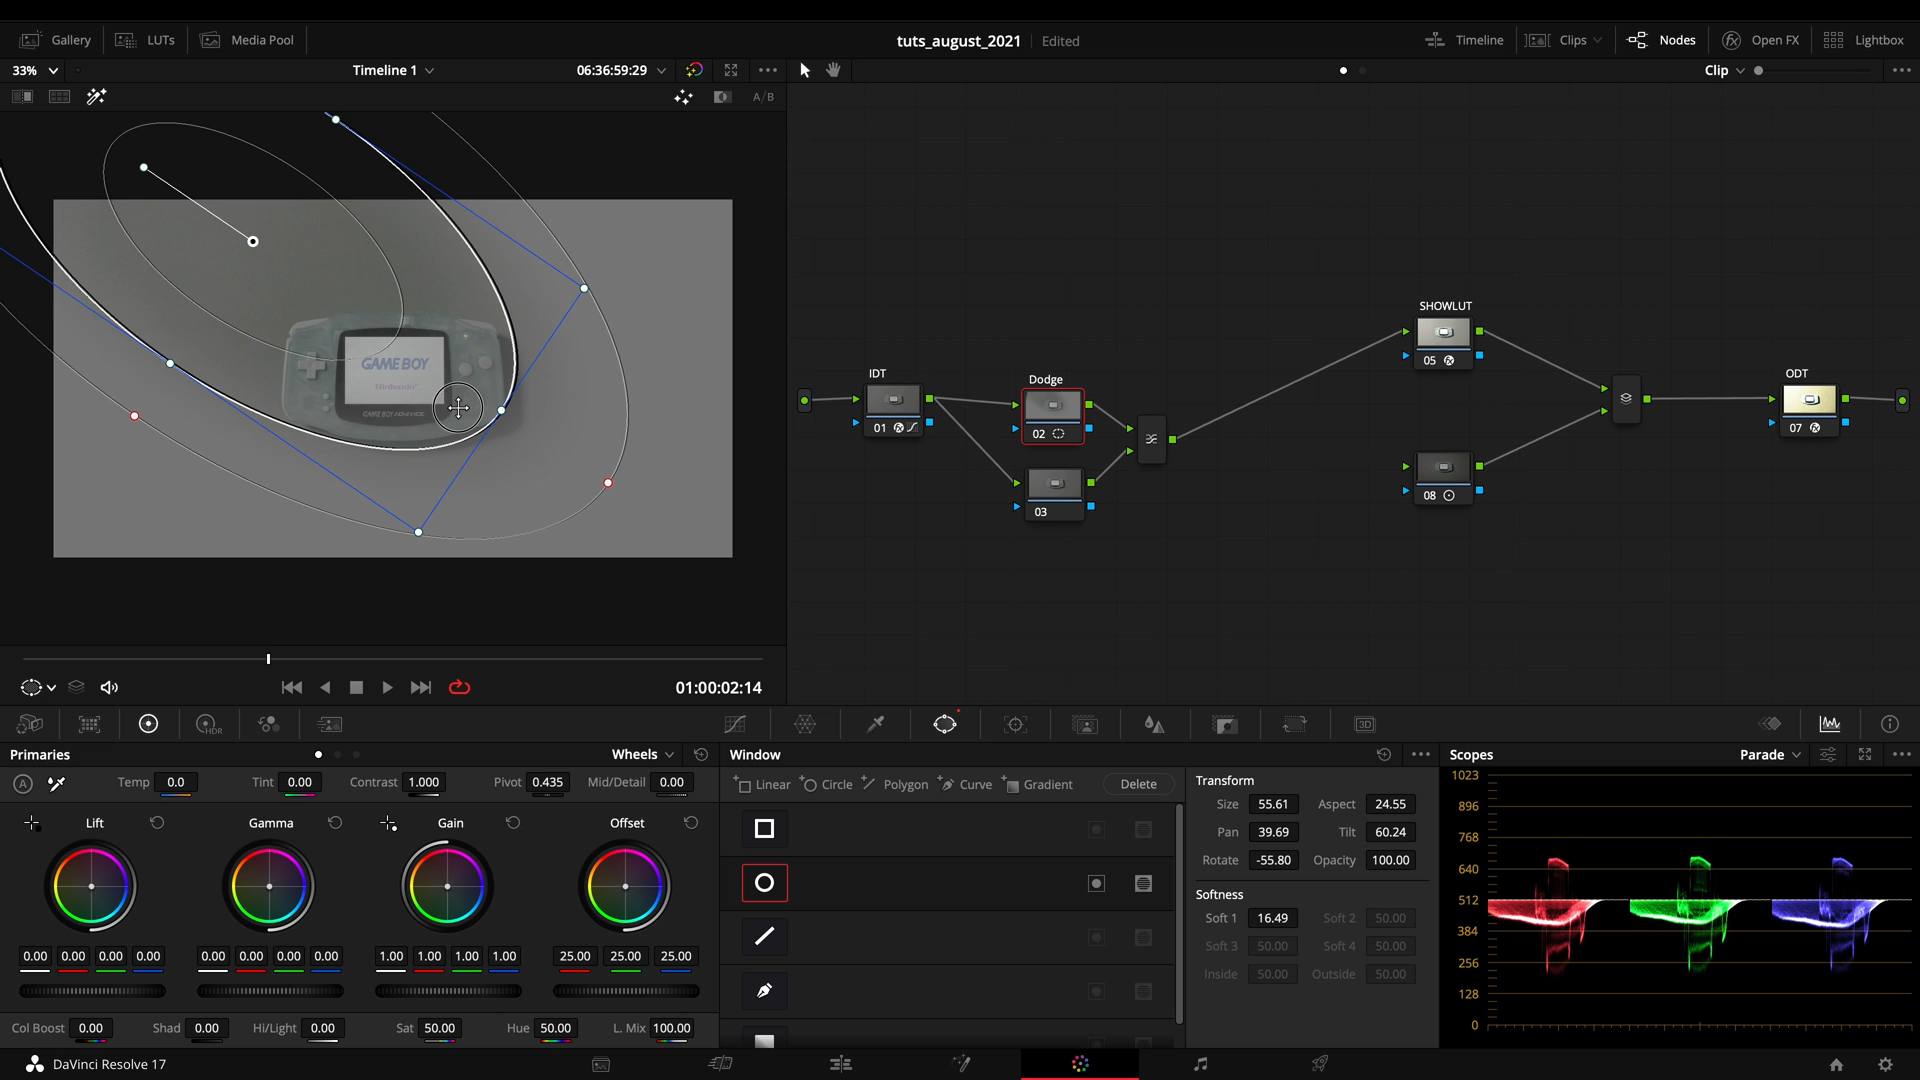 Gallery LUTs Media Pool tuts_august_2021 Edited Timeline Clips Nodes Open FX Lightbox
33% Timeline 1 06:36:59:29 Clip
A/B
GAME BOY
Nintendo
GAME BOY ADVANCE
SHOWLUT
05
IDT
01
Dodge
02
03
08
ODT
07
01:00:02:14
HDR
3D
Primaries Wheels Window Scopes Parade
A Temp 0.0 Tint 0.00 Contrast 1.000 Pivot 0.435 Mid/Detail 0.00
Lift Gamma Gain Offset
0.00 0.00 0.00 0.00 0.00 0.00 0.00 0.00 1.00 1.00 1.00 1.00 25.00 25.00 25.00
Col Boost 0.00 Shad 0.00 Hi/Light 0.00 Sat 50.00 Hue 50.00 L. Mix 100.00
Linear Circle Polygon Curve Gradient Delete
Transform
Size 55.61 Aspect 24.55
Pan 39.69 Tilt 60.24
Rotate -55.80 Opacity 100.00
Softness
Soft 1 16.49 Soft 2 50.00
Soft 3 50.00 Soft 4 50.00
Inside 50.00 Outside 50.00
1023
896
768
640
512
384
256
128
0
DaVinci Resolve 17